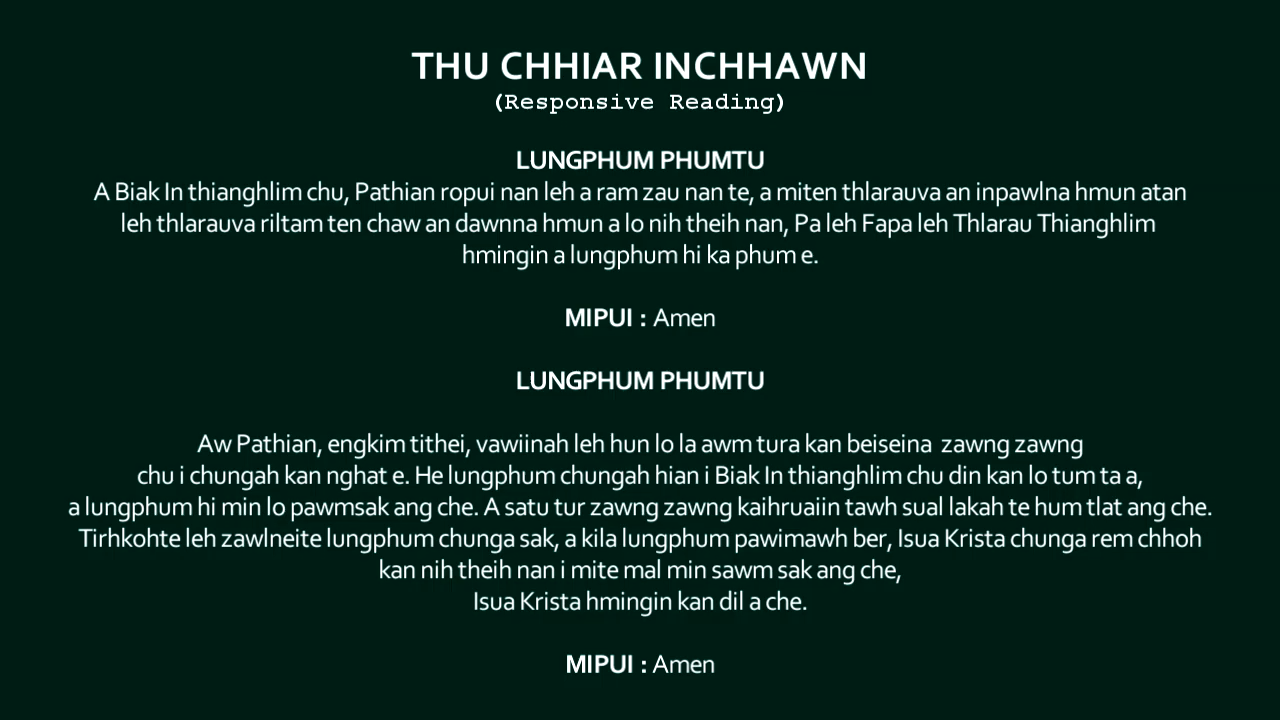 THU CHHIAR INCHHAWN
(Responsive Reading)
LUNGPHUM PHUMTU
A Biak In thianghlim chu, Pathian ropui nan leh a ram zau nan te, a miten thlarauva an inpawlna hmun atan
leh thlarauva riltam ten chaw an dawnna hmun a lo nih theih nan, Pa leh Fapa leh Thlarau Thianghlim
hmingin a lungphum hi ka phum e.
MIPUI : Amen
LUNGPHUM PHUMTU
Aw Pathian, engkim tithei, vawiinah leh hun lo la awm tura kan beiseina  zawng zawng
chu i chungah kan nghat e. He lungphum chungah hian i Biak In thianghlim chu din kan lo tum ta a,
a lungphum hi min lo pawmsak ang che. A satu tur zawng zawng kaihruaiin tawh sual lakah te hum tlat ang che.
Tirhkohte leh zawlneite lungphum chunga sak, a kila lungphum pawimawh ber, Isua Krista chunga rem chhoh
kan nih theih nan i mite mal min sawm sak ang che,
Isua Krista hmingin kan dil a che.
MIPUI : Amen